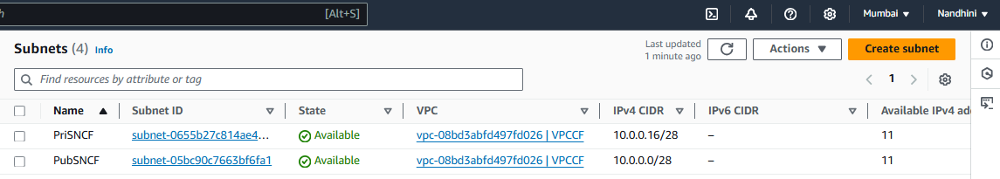 [Alt+S] Mumbai Nandhini
Subnets (4) Info
Last updated
1 minute ago
Actions
Create subnet
Find resources by attribute or tag
1
Name Subnet ID State VPC IPv4 CIDR IPv6 CIDR Available IPv4 add
PriSNCF subnet-0655b27c814ae4... Available vpc-08bd3abfd497fd026 | VPCCF 10.0.0.16/28 – 11
PubSNCF subnet-05bc90c7663bf6fa1 Available vpc-08bd3abfd497fd026 | VPCCF 10.0.0.0/28 – 11